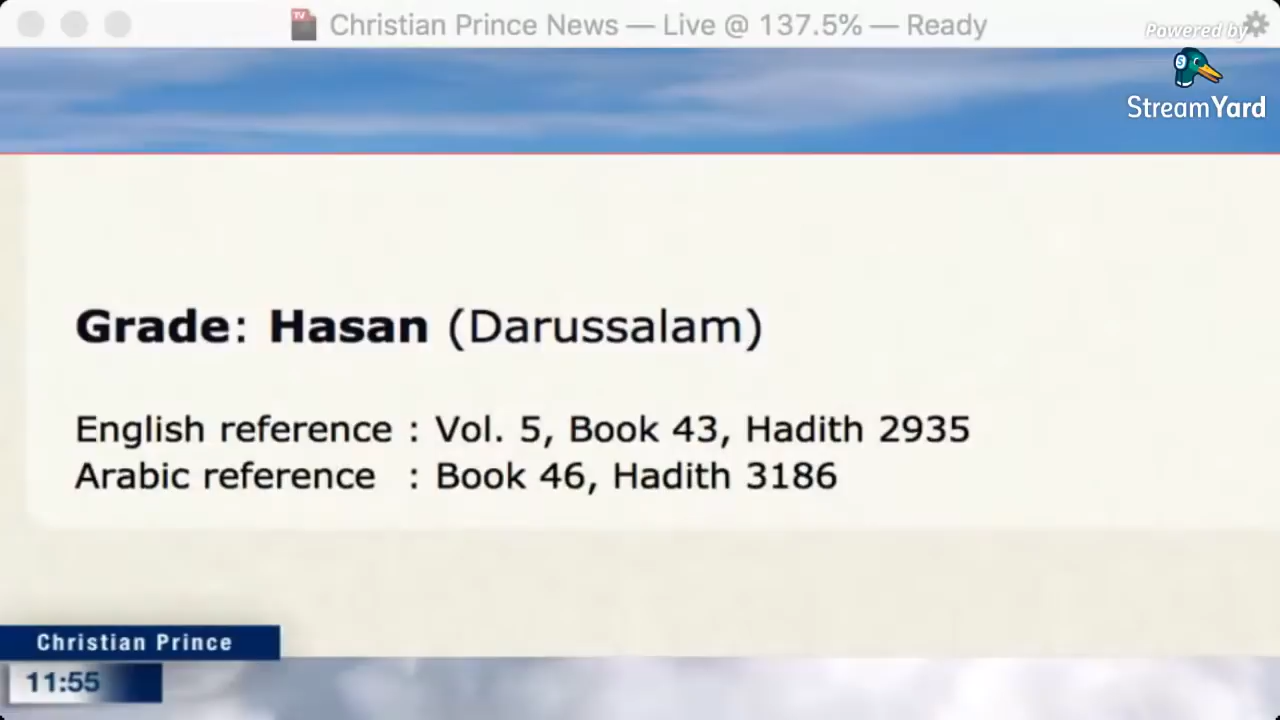 Christian Prince News — Live @ 137.5% — Ready
Powered by
StreamYard
Grade: Hasan (Darussalam)
English reference : Vol. 5, Book 43, Hadith 2935
Arabic reference : Book 46, Hadith 3186
Christian Prince
11:55